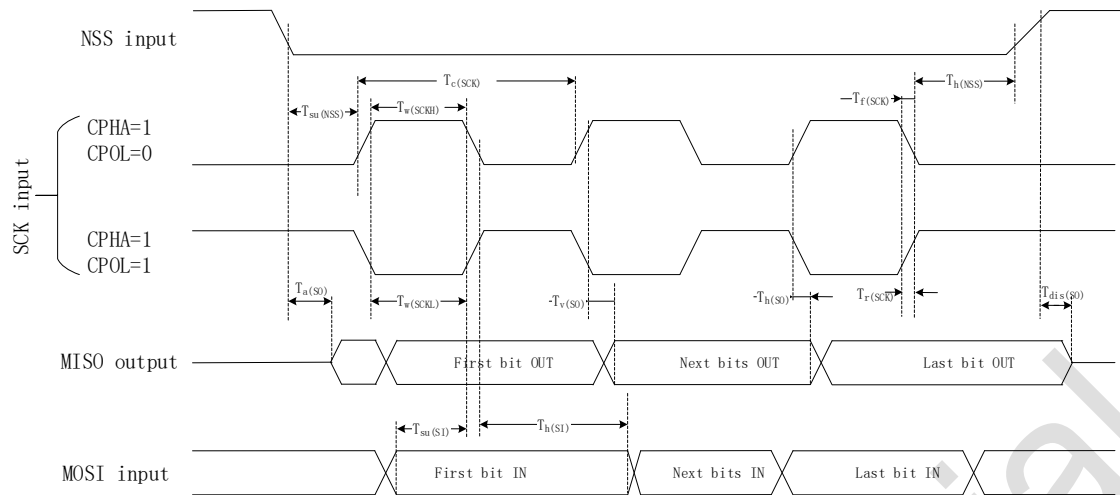 NSS input
Tc(SCK)
Th(NSS)
Tsu(NSS)
Tw(SCKH)
Tf(SCK)
SCK input
CPHA=1
CPOL=0
CPHA=1
CPOL=1
Ta(SO)
Tw(SCKL)
Tv(SO)
Th(SO)
Tr(SCK)
Tdis(SO)
MISO output
First bit OUT
Next bits OUT
Last bit OUT
Tsu(SI)
Th(SI)
MOSI input
First bit IN
Next bits IN
Last bit IN